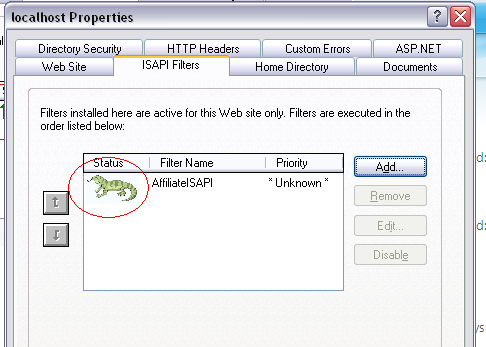 localhost Properties
Directory Security HTTP Headers Custom Errors ASP.NET
Web Site ISAPI Filters Home Directory Documents
Filters installed here are active for this Web site only. Filters are executed in the
order listed below:
Status Filter Name Priority
AffiliateISAPI * Unknown *
Add...
Remove
Edit...
Disable